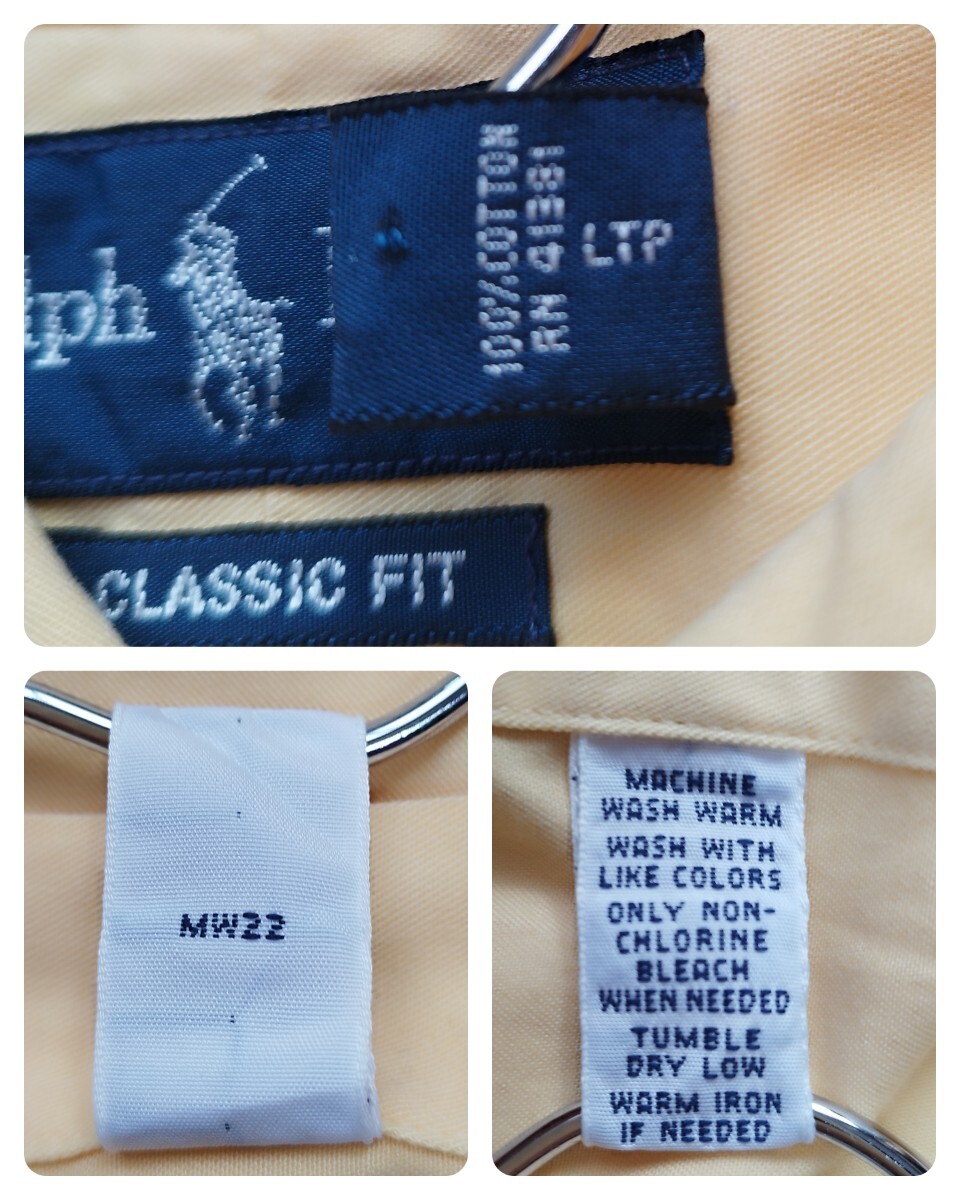 lph
100% COTTON
RN 41381
LTP
CLASSIC FIT
MW22
MACHINE
WASH WARM
WASH WITH
LIKE COLORS
ONLY NON-
CHLORINE
BLEACH
WHEN NEEDED
TUMBLE
DRY LOW
WARM IRON
IF NEEDED